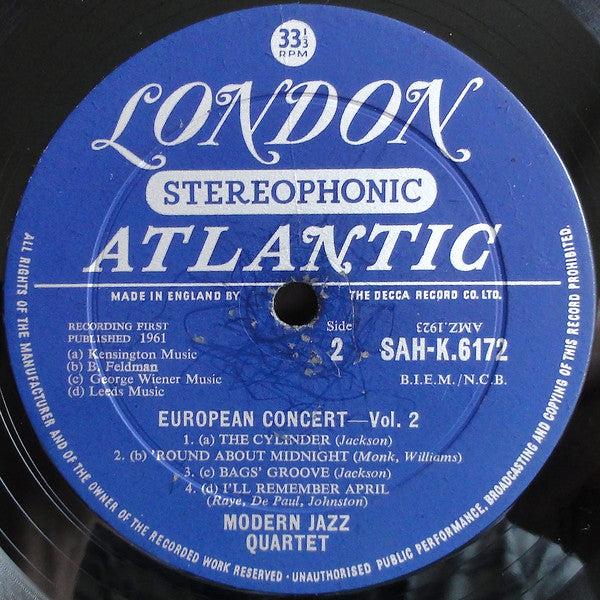 33⅓
RPM
LONDON
STEREOPHONIC
ATLANTIC
MADE IN ENGLAND BY THE DECCA RECORD CO. LTD.
RECORDING FIRST
PUBLISHED 1961
(a) Kensington Music
(b) B. Feldman
(c) George Wiener Music
(d) Leeds Music
Side
2
AMZ.1923
SAH-K.6172
B.I.E.M./N.C.B.
EUROPEAN CONCERT—Vol. 2
1. (a) THE CYLINDER (Jackson)
2. (b) 'ROUND ABOUT MIDNIGHT (Monk, Williams)
3. (c) BAGS' GROOVE (Jackson)
4. (d) I'LL REMEMBER APRIL
(Raye, De Paul, Johnston)
MODERN JAZZ
QUARTET
ALL RIGHTS OF THE MANUFACTURER AND OF THE OWNER OF THE RECORDED WORK RESERVED · UNAUTHORISED PUBLIC PERFORMANCE, BROADCASTING AND COPYING OF THIS RECORD PROHIBITED.